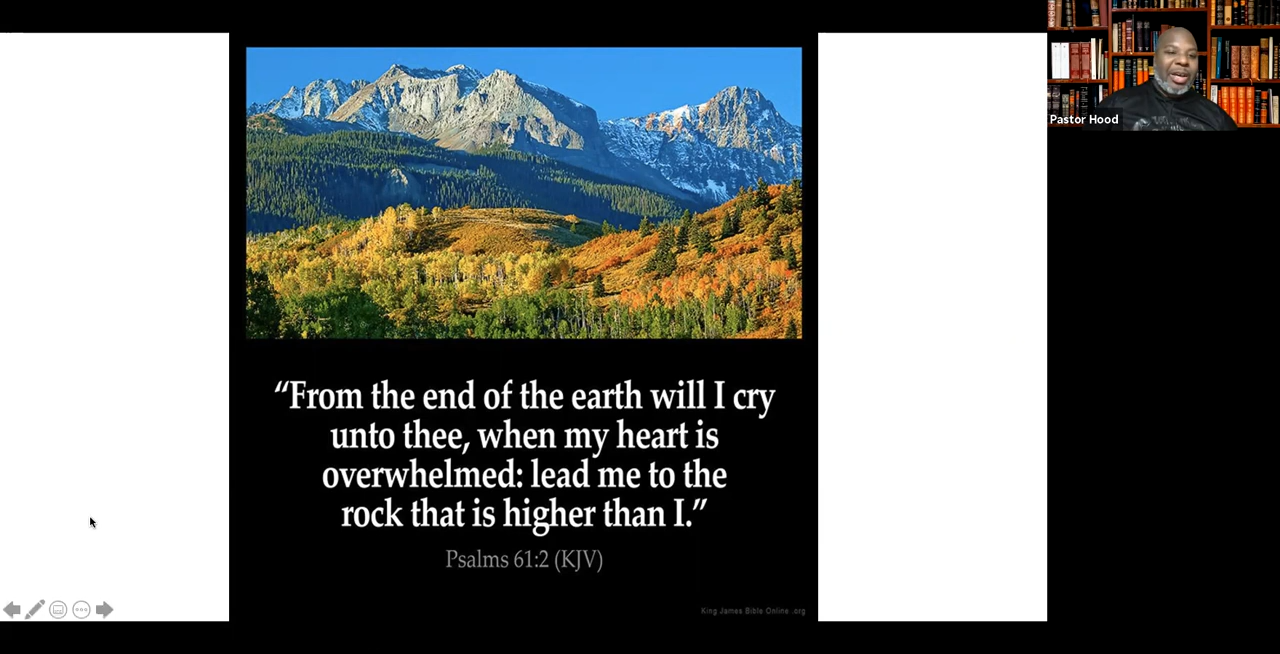 Pastor Hood
“From the end of the earth will I cry
unto thee, when my heart is
overwhelmed: lead me to the
rock that is higher than I.”
Psalms 61:2 (KJV)
King James Bible Online .org